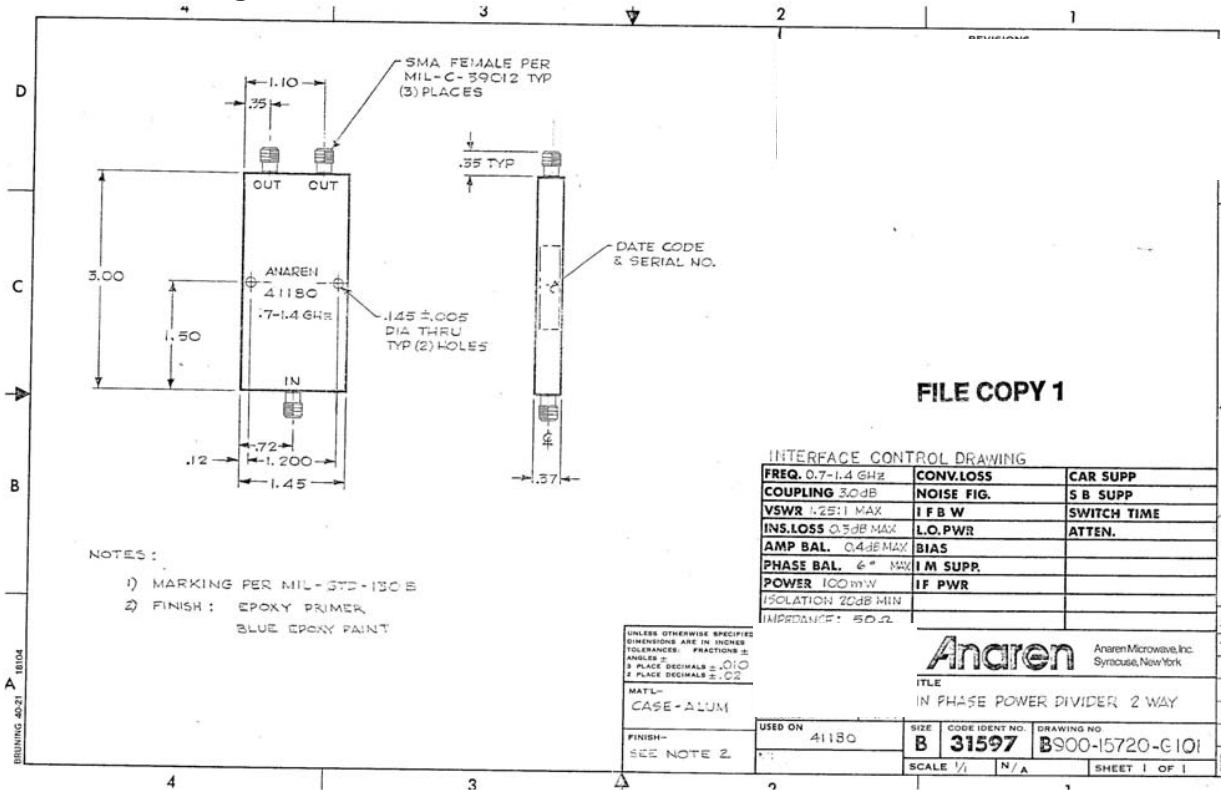 4
3
2
1
REVISIONS
D
C
B
A
1.10
.35
SMA FEMALE PER
MIL-C-39012 TYP
(3) PLACES
.35 TYP
OUT
OUT
3.00
1.50
ANAREN
41180
.7-1.4 GHz
IN
DATE CODE
& SERIAL NO.
.145 ±.005
DIA THRU
TYP (2) HOLES
.72
.12
1.200
1.45
.37
FILE COPY 1
NOTES:
1) MARKING PER MIL-STD-130B
2) FINISH: EPOXY PRIMER
BLUE EPOXY PAINT
INTERFACE CONTROL DRAWING
FREQ. 0.7-1.4 GHz CONV.LOSS CAR SUPP
COUPLING 3.0dB NOISE FIG. S B SUPP
VSWR 1.25:1 MAX I F B W SWITCH TIME
INS.LOSS 0.3dB MAX L.O.PWR ATTEN.
AMP BAL. 0.4dB MAX BIAS
PHASE BAL. 6° MAX I M SUPP.
POWER 100mW IF PWR
ISOLATION 20dB MIN
IMPEDANCE: 50Ω
UNLESS OTHERWISE SPECIFIED
DIMENSIONS ARE IN INCHES
TOLERANCES: FRACTIONS ±
ANGLES ±
3 PLACE DECIMALS ± .010
2 PLACE DECIMALS ± .02
MAT'L-
CASE-ALUM
FINISH-
SEE NOTE 2
Anaren
Anaren Microwave, Inc.
Syracuse, New York
TITLE
IN PHASE POWER DIVIDER 2 WAY
USED ON
41180
SIZE
B
CODE IDENT NO.
31597
DRAWING NO.
B900-15720-G101
SCALE 1/1
N/A
SHEET 1 OF 1
BRUNING 40-21 18104
4
3
2
1